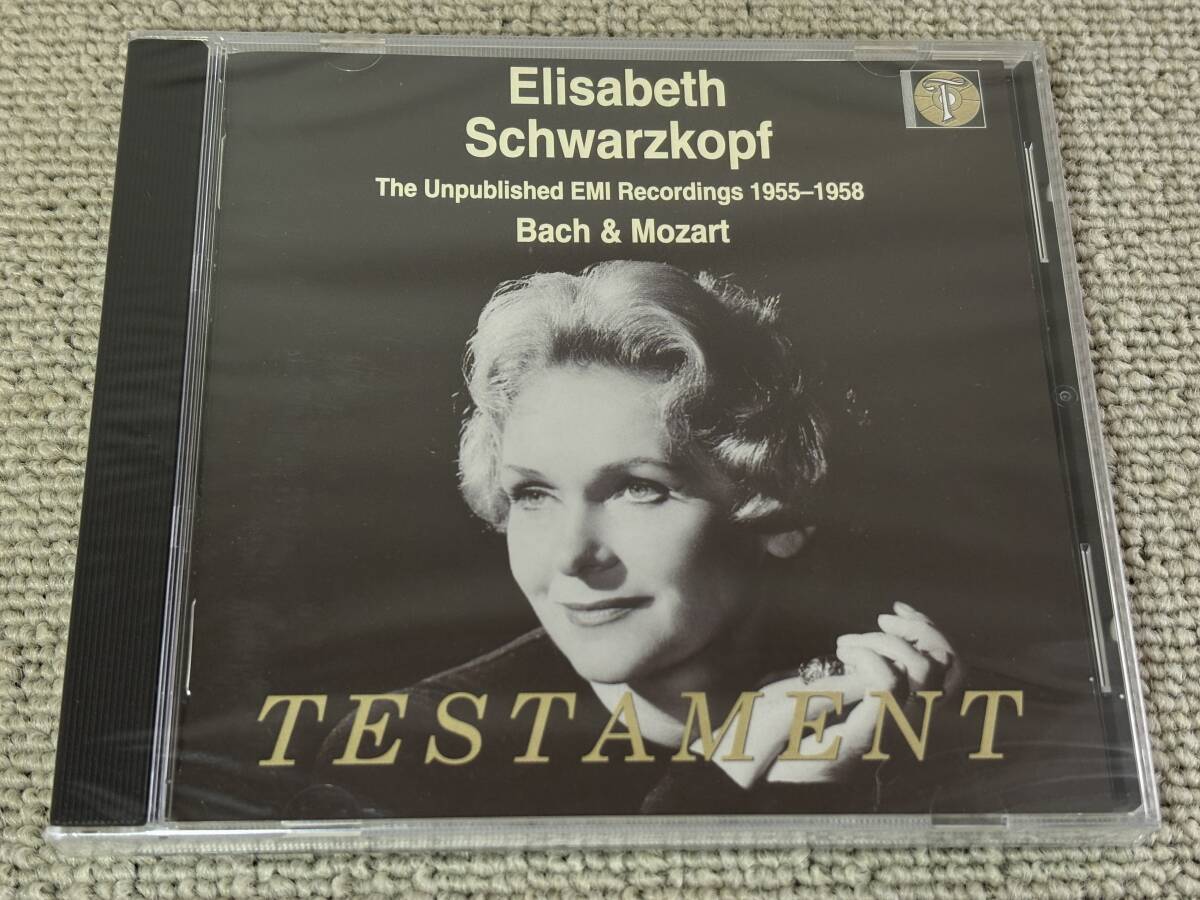 Elisabeth
Schwarzkopf
The Unpublished EMI Recordings 1955–1958
Bach & Mozart
TESTAMENT